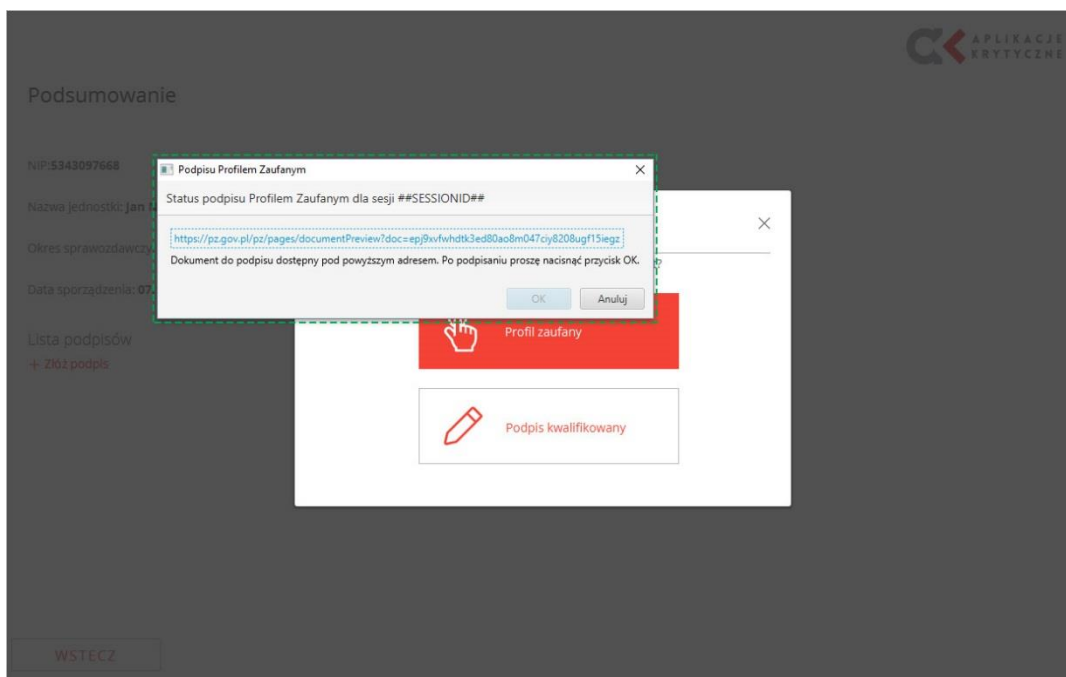 APLIKACJE
KRYTYCZNE
Podsumowanie
NIP:5343097668
Nazwa jednostki: Jan
Okres sprawozdawczy
Data sporządzenia: 07.
Lista podpisów
+ Złóż podpis
Podpisu Profilem Zaufanym
Status podpisu Profilem Zaufanym dla sesji ##SESSIONID##
https://pz.gov.pl/pz/pages/documentPreview?doc=epj9xvfwhdtk3ed80ao8m047ciy8208ugf15iegz
Dokument do podpisu dostępny pod powyższym adresem. Po podpisaniu proszę nacisnąć przycisk OK.
OK
Anuluj
?
Profil zaufany
Podpis kwalifikowany
WSTECZ